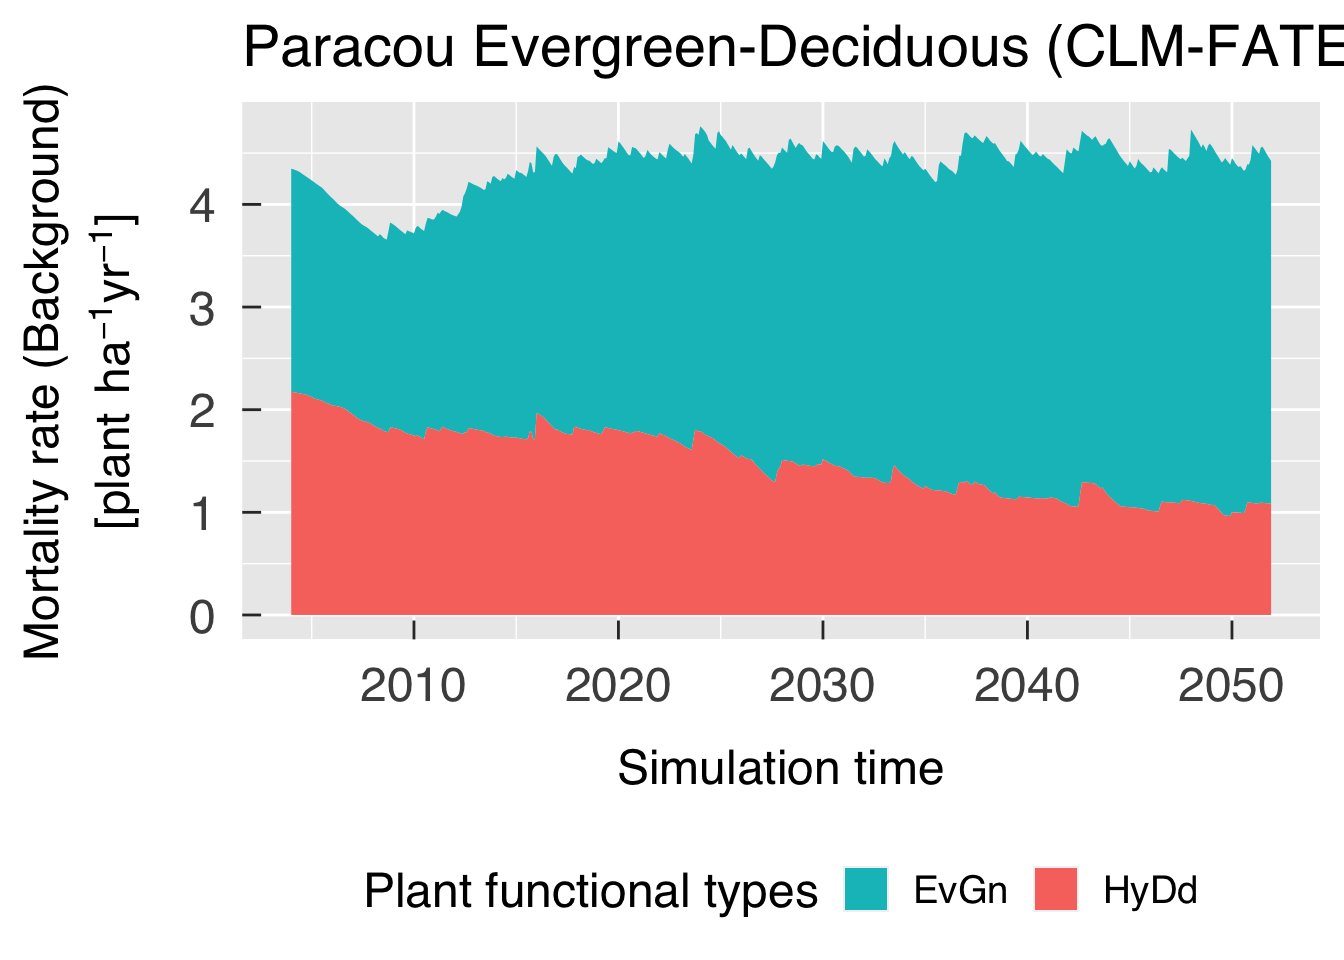 Paracou Evergreen-Deciduous (CLM-FATE
Mortality rate (Background)
[plant ha⁻¹yr⁻¹]
4
3
2
1
0
2010 2020 2030 2040 2050
Simulation time
Plant functional types EvGn HyDd